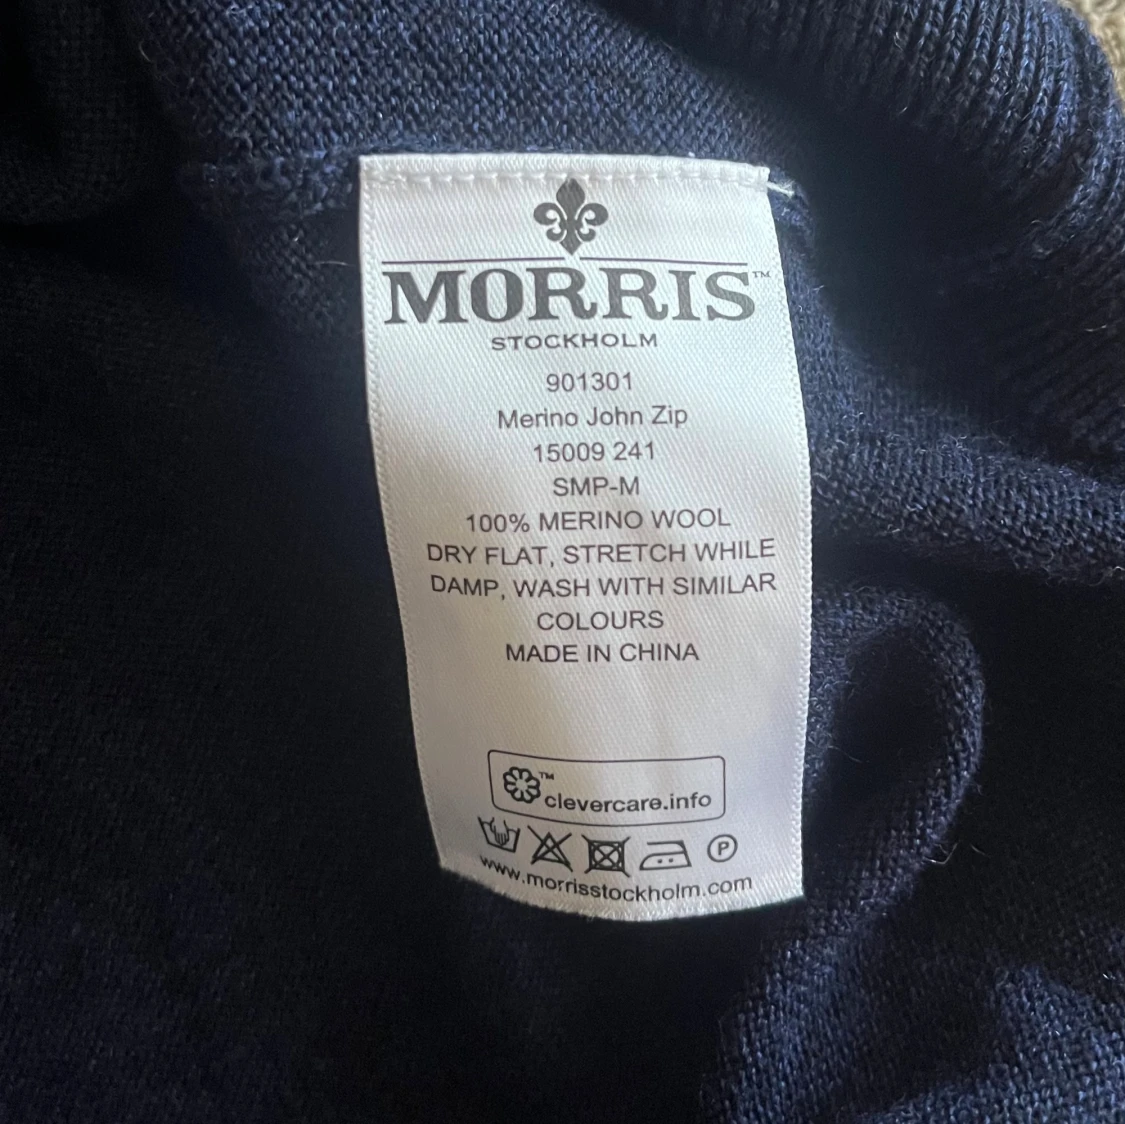 MORRIS™
STOCKHOLM
901301
Merino John Zip
15009 241
SMP-M
100% MERINO WOOL
DRY FLAT, STRETCH WHILE
DAMP, WASH WITH SIMILAR
COLOURS
MADE IN CHINA
™
clevercare.info
P
www.morrisstockholm.com